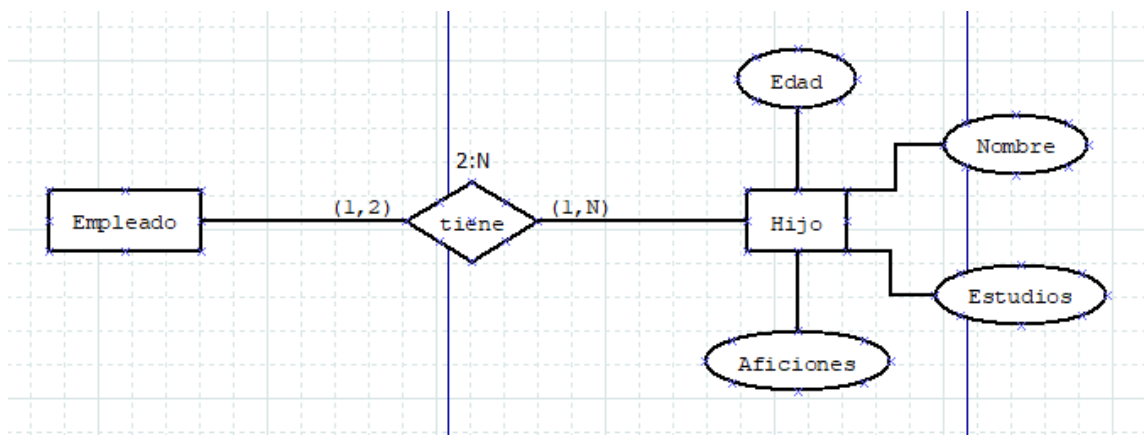 Edad
Nombre
2:N
Empleado
(1,2)
tiene
(1,N)
Hijo
Estudios
Aficiones